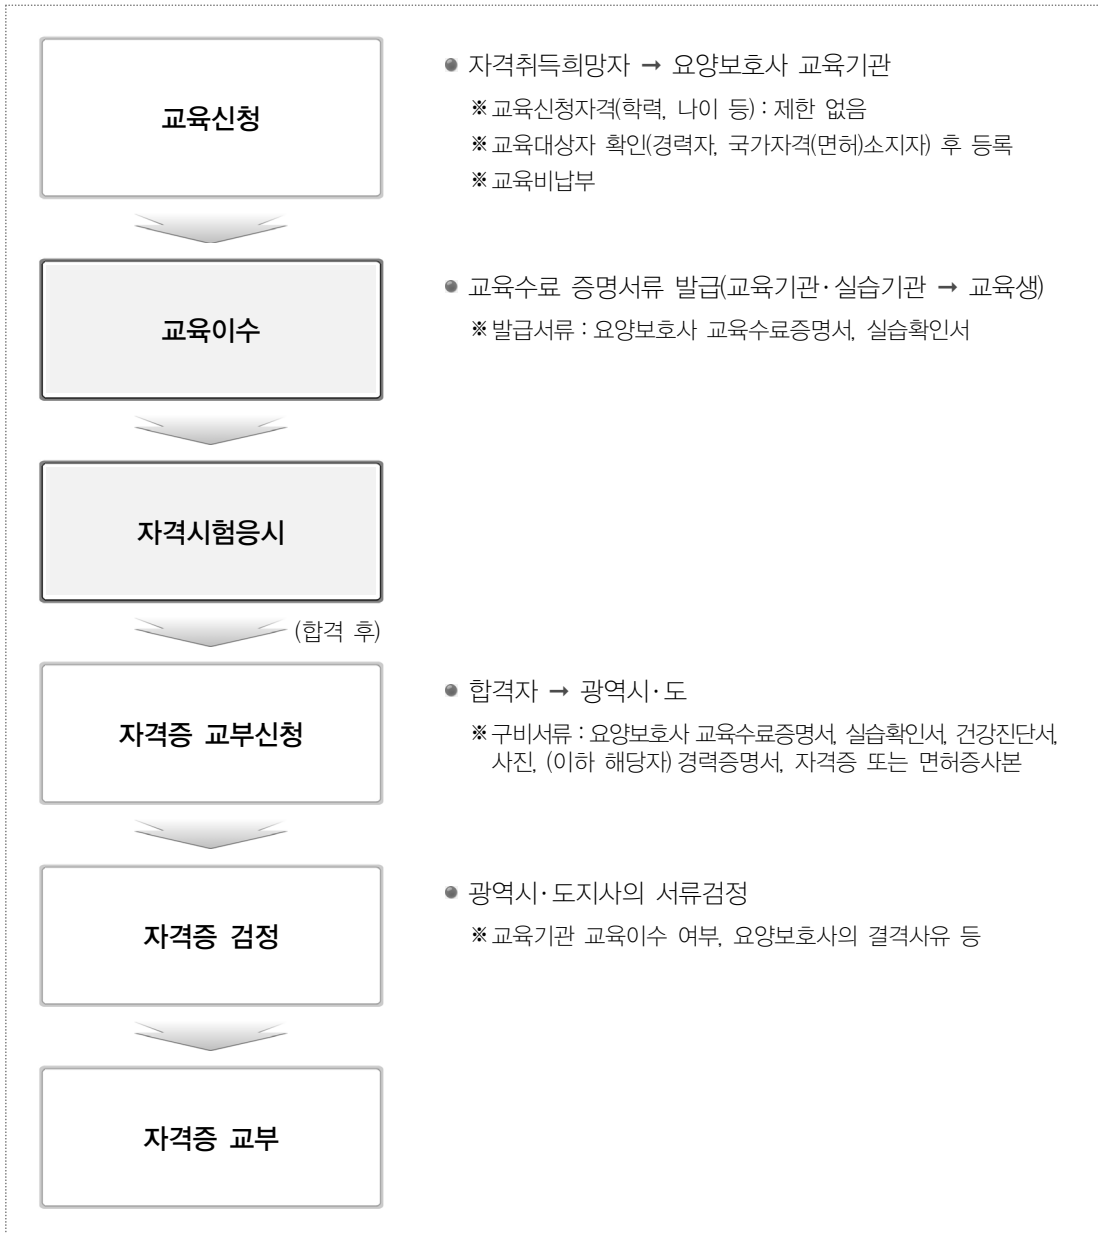 교육신청
● 자격취득희망자 → 요양보호사 교육기관
※교육신청자격(학력, 나이 등) : 제한 없음
※교육대상자 확인(경력자, 국가자격(면허)소지자) 후 등록
※교육비납부
교육이수
● 교육수료 증명서류 발급(교육기관·실습기관 → 교육생)
※발급서류 : 요양보호사 교육수료증명서, 실습확인서
자격시험응시
(합격 후)
자격증 교부신청
● 합격자 → 광역시·도
※구비서류 : 요양보호사 교육수료증명서, 실습확인서, 건강진단서,
사진, (이하 해당자) 경력증명서, 자격증 또는 면허증사본
자격증 검정
● 광역시·도지사의 서류검정
※교육기관 교육이수 여부, 요양보호사의 결격사유 등
자격증 교부